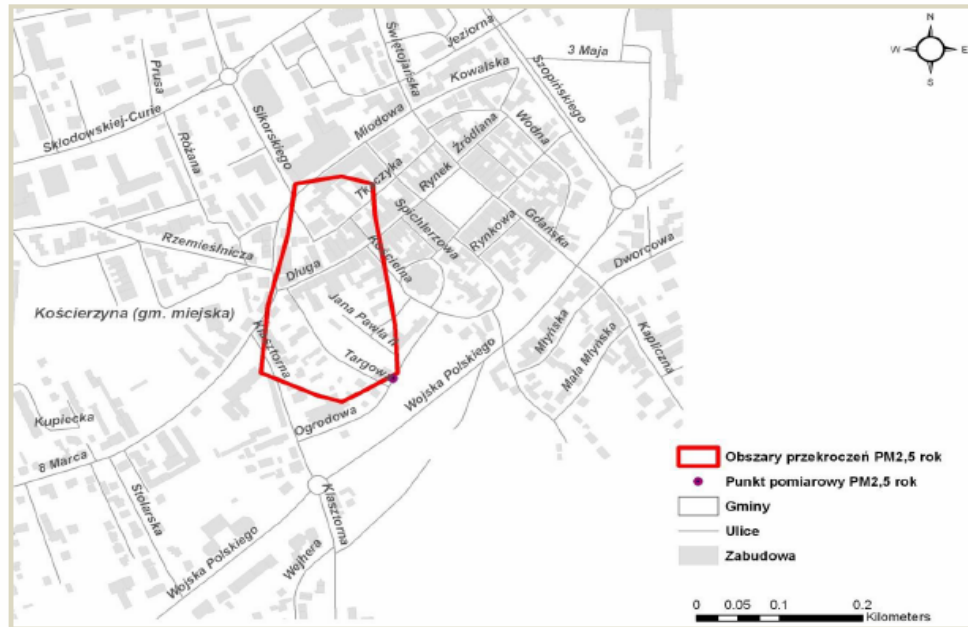 N
W
E
S
3 Maja
Świętojańska
Jeziorna
Kowalska
Szopińskiego
Prusa
Sikorskiego
Miodowa
Wodna
Źródlana
Skłodowskiej-Curie
Różana
Tkaczyka
Rynek
Spichlerzowa
Rynkowa
Gdańska
Rzemieślnicza
Długa
Kościelna
Dworcowa
Kościerzyna (gm. miejska)
Jana Pawła II
Klasztorna
Młyńska
Kapliczna
Mała Młyńska
Wojska Polskiego
Ogrodowa
Kupiecka
8 Marca
Stolarska
Klasztorna
Wojska Polskiego
Wejhera
Obszary przekroczeń PM2,5 rok
Punkt pomiarowy PM2,5 rok
Gminy
Ulice
Zabudowa
0 0.05 0.1 0.2
Kilometers